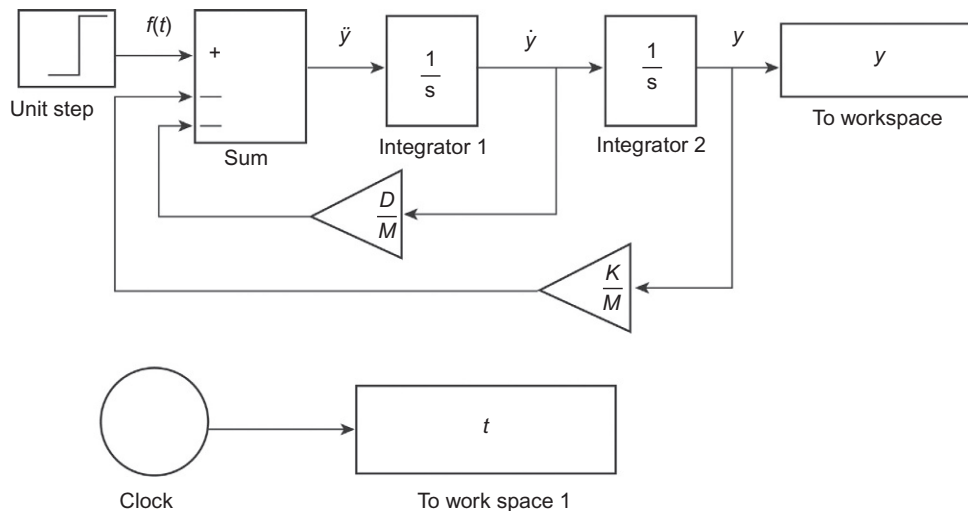 f(t)
ÿ
ẏ
y
+
1
s
1
s
y
—
—
Unit step
Sum
Integrator 1
Integrator 2
To workspace
D
M
K
M
t
Clock
To work space 1